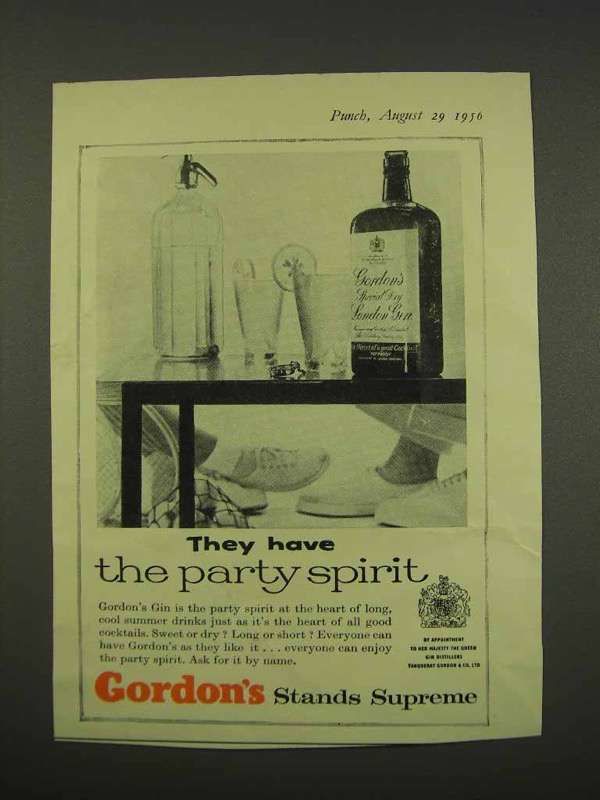 Punch, August 29 1956
Gordon's
Special Dry
London Gin
They have
the party spirit
Gordon's Gin is the party spirit at the heart of long,
cool summer drinks just as it's the heart of all good
cocktails. Sweet or dry? Long or short? Everyone can
have Gordon's as they like it . . . everyone can enjoy
the party spirit. Ask for it by name.
BY APPOINTMENT
TO HER MAJESTY THE QUEEN
GIN DISTILLERS
TANQUERAY GORDON & CO. LTD
Gordon's Stands Supreme